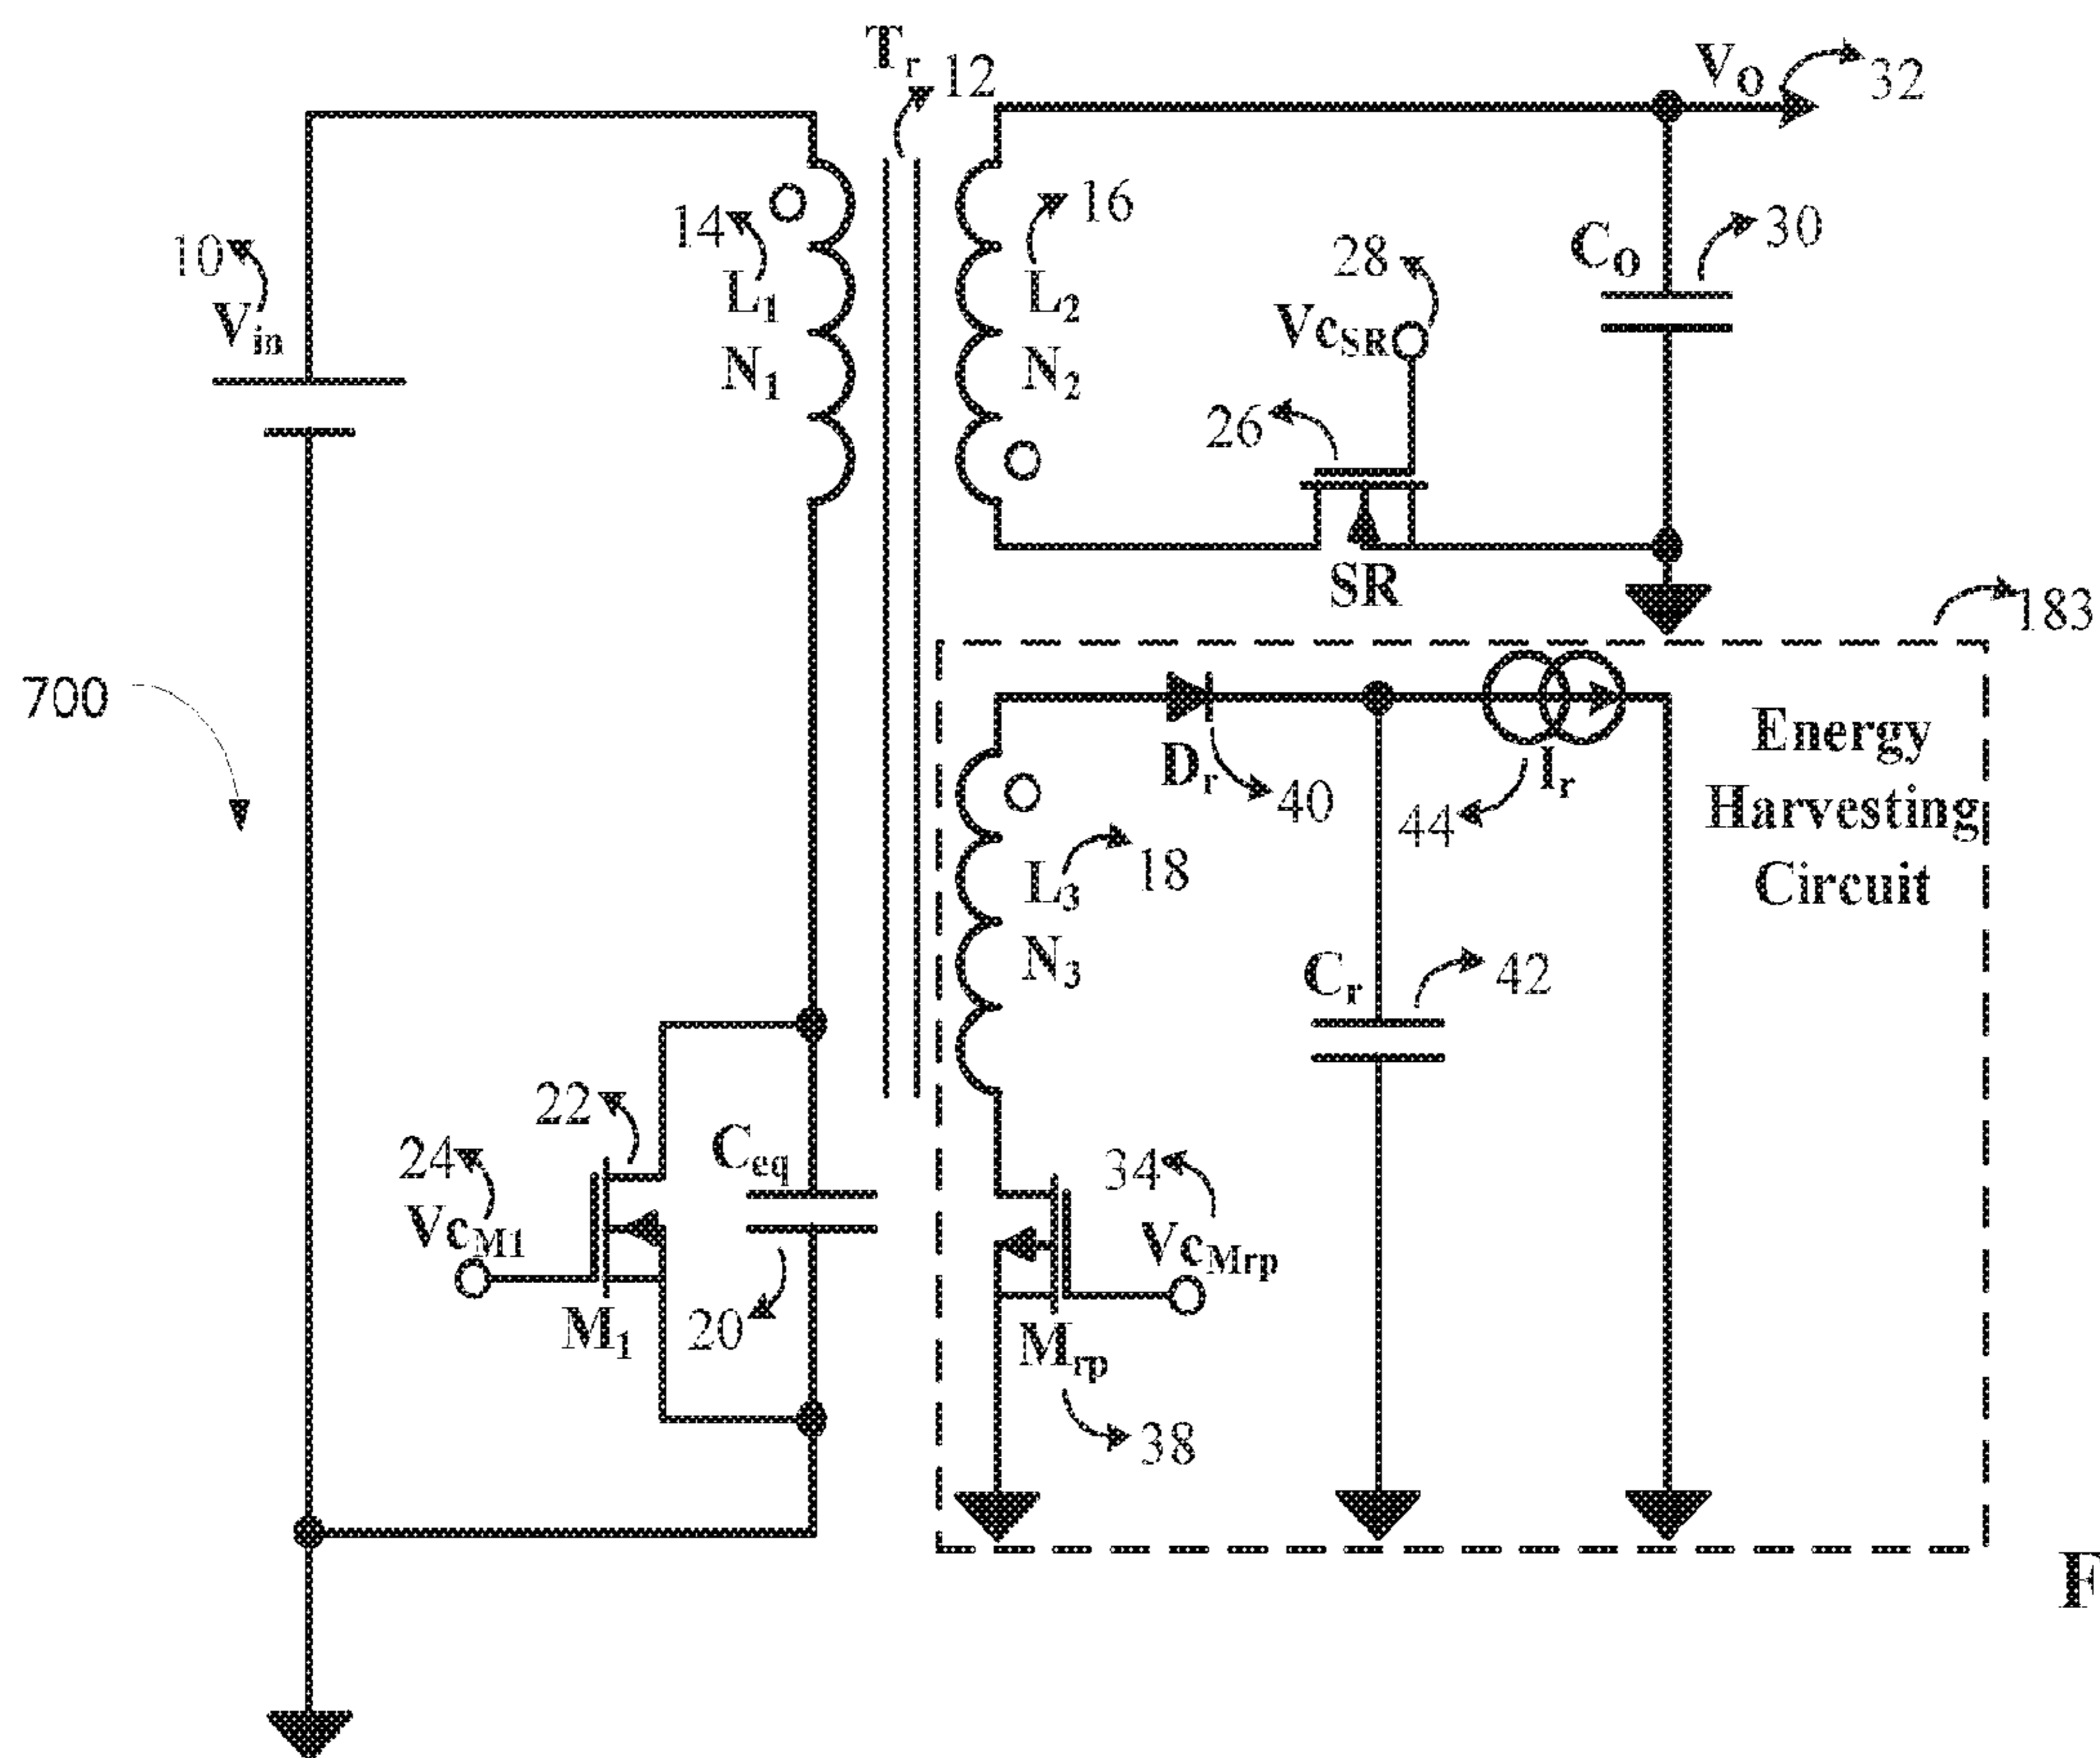 Tr
12
VO
32
10
Vin
14
L1
N1
16
L2
N2
28
VcSR
CO
30
26
SR
183
700
Dr
40
44
Ir
Energy
Harvesting
Circuit
L3
18
N3
Cr
42
22
24
VcM1
Ceq
M1
20
34
VcMrp
Mrp
38
F